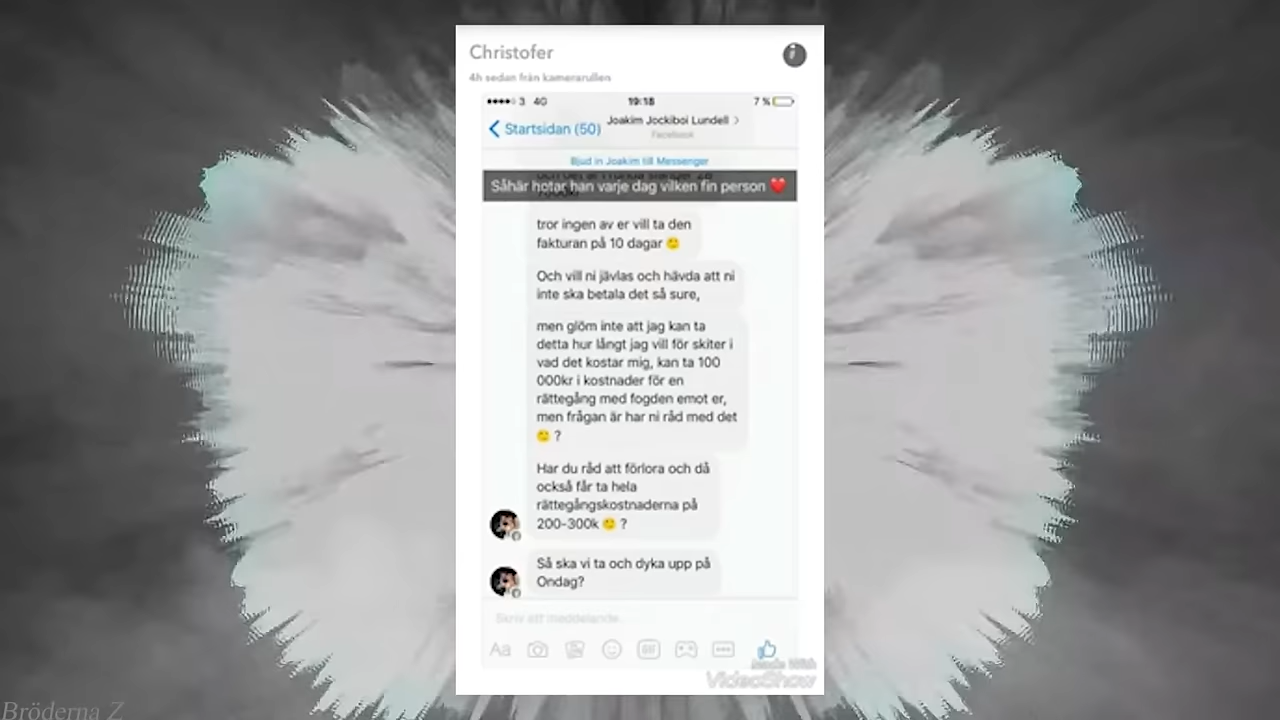 Christofer
4h sedan från kamerarullen
3 4G 19:18 7 %
Startsidan (50) Joakim Jockiboi Lundell
Facebook
Bjud in Joakim till Messenger
Såhär hotar han varje dag vilken fin person ❤️
tror ingen av er vill ta den
fakturan på 10 dagar 🙂
Och vill ni jävlas och hävda att ni
inte ska betala det så sure,
men glöm inte att jag kan ta
detta hur långt jag vill för skiter i
vad det kostar mig, kan ta 100
000kr i kostnader för en
rättegång med fogden emot er,
men frågan är har ni råd med det
🙂 ?
Har du råd att förlora och då
också får ta hela
rättegångskostnaderna på
200-300k 🙂 ?
Så ska vi ta och dyka upp på
Ondag?
Skriv ett meddelande...
Aa GIF
Made With
VideoShow
Bröderna Z